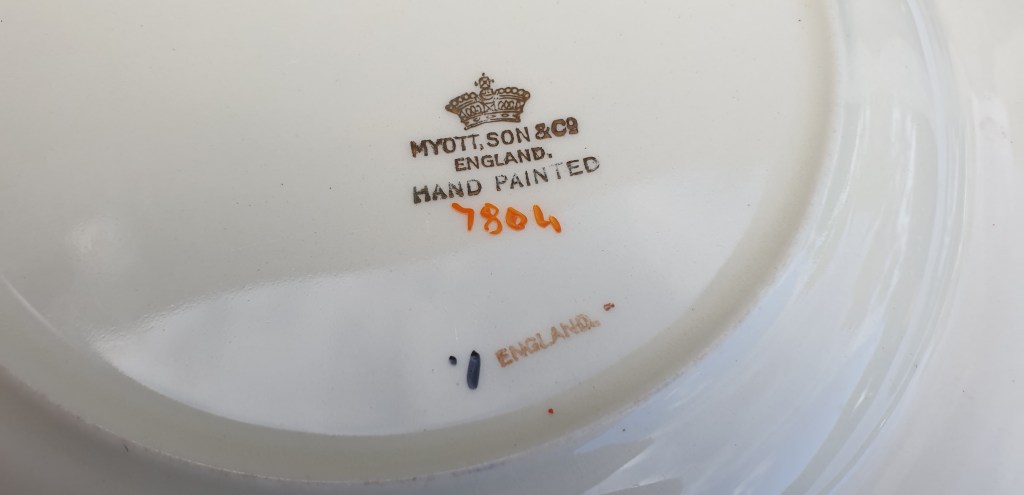 MYOTT, SON & Co
ENGLAND.
HAND PAINTED
7804
ENGLAND.